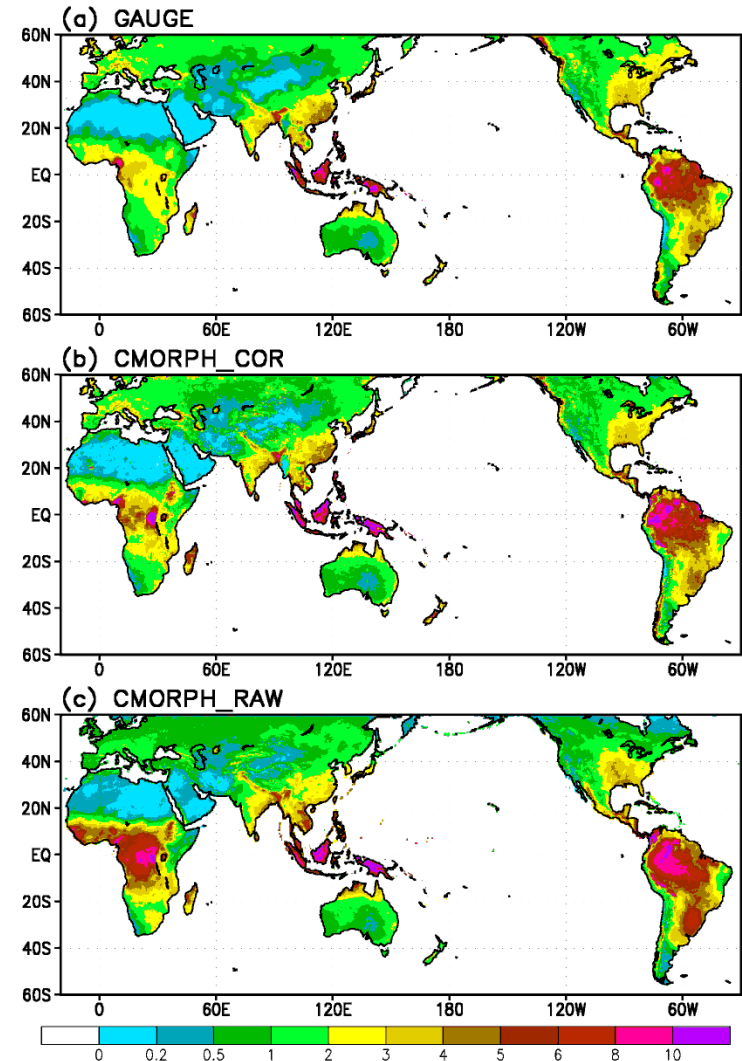 (a) GAUGE
60N
40N
20N
EQ
20S
40S
60S
0 60E 120E 180 120W 60W
(b) CMORPH_COR
60N
40N
20N
EQ
20S
40S
60S
0 60E 120E 180 120W 60W
(c) CMORPH_RAW
60N
40N
20N
EQ
20S
40S
60S
0 60E 120E 180 120W 60W
0 0.2 0.5 1 2 3 4 5 6 8 10